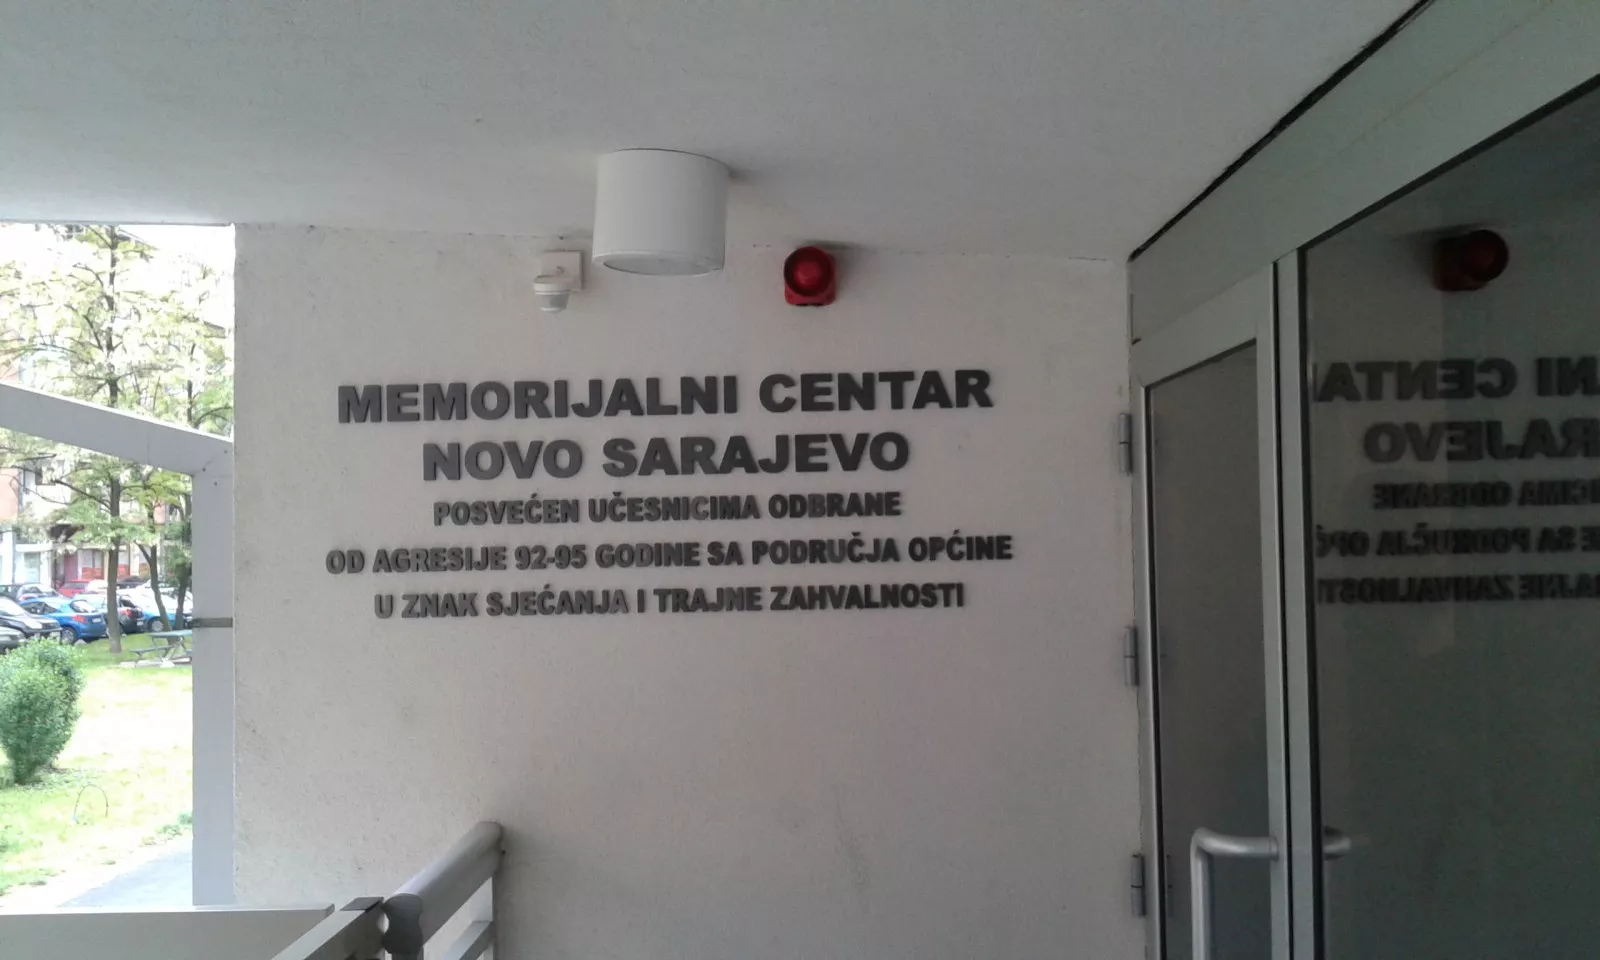 MEMORIJALNI CENTAR
NOVO SARAJEVO
POSVEĆEN UČESNICIMA ODBRANE
OD AGRESIJE 92-95 GODINE SA PODRUČJA OPĆINE
U ZNAK SJEĆANJA I TRAJNE ZAHVALNOSTI